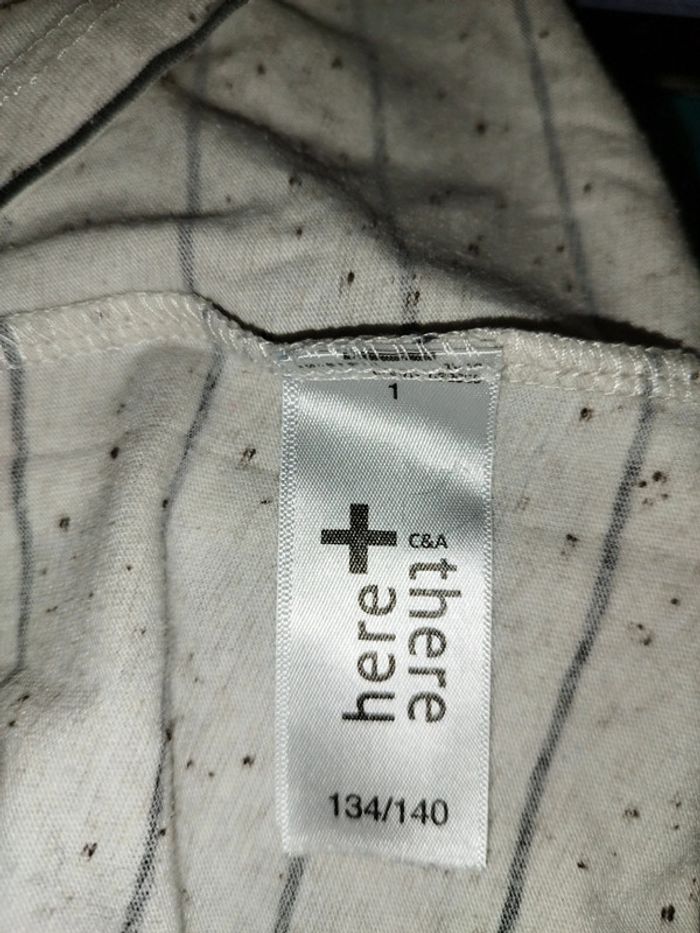 1
here + there
C&A
134/140